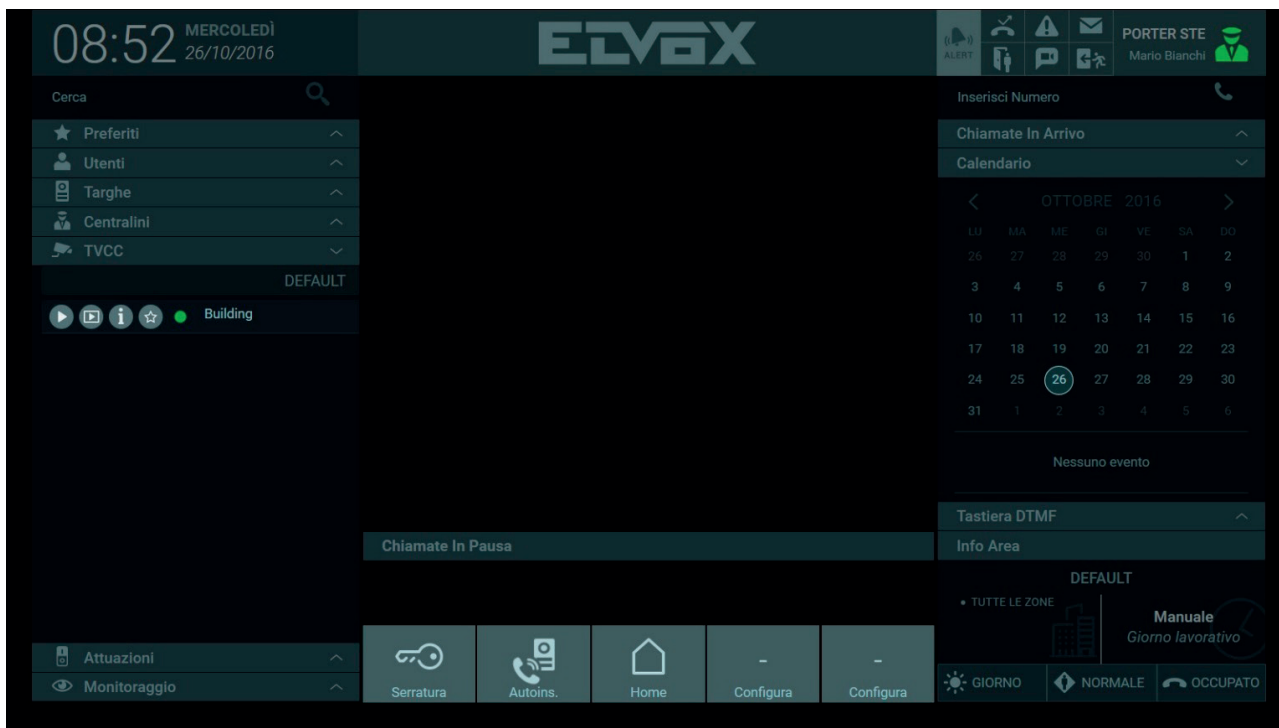 08:52
MERCOLEDÌ
26/10/2016
ELVOX
ALERT
PORTER STE
Mario Bianchi
Cerca
Preferiti
Utenti
Targhe
Centralini
TVCC
DEFAULT
Building
Attuazioni
Monitoraggio
Chiamate In Pausa
Serratura
Autoins.
Home
-
Configura
-
Configura
Inserisci Numero
Chiamate In Arrivo
Calendario
OTTOBRE 2016
LU MA ME GI VE SA DO
26 27 28 29 30 1 2
3 4 5 6 7 8 9
10 11 12 13 14 15 16
17 18 19 20 21 22 23
24 25 26 27 28 29 30
31 1 2 3 4 5 6
Nessuno evento
Tastiera DTMF
Info Area
DEFAULT
• TUTTE LE ZONE
Manuale
Giorno lavorativo
GIORNO
NORMALE
OCCUPATO